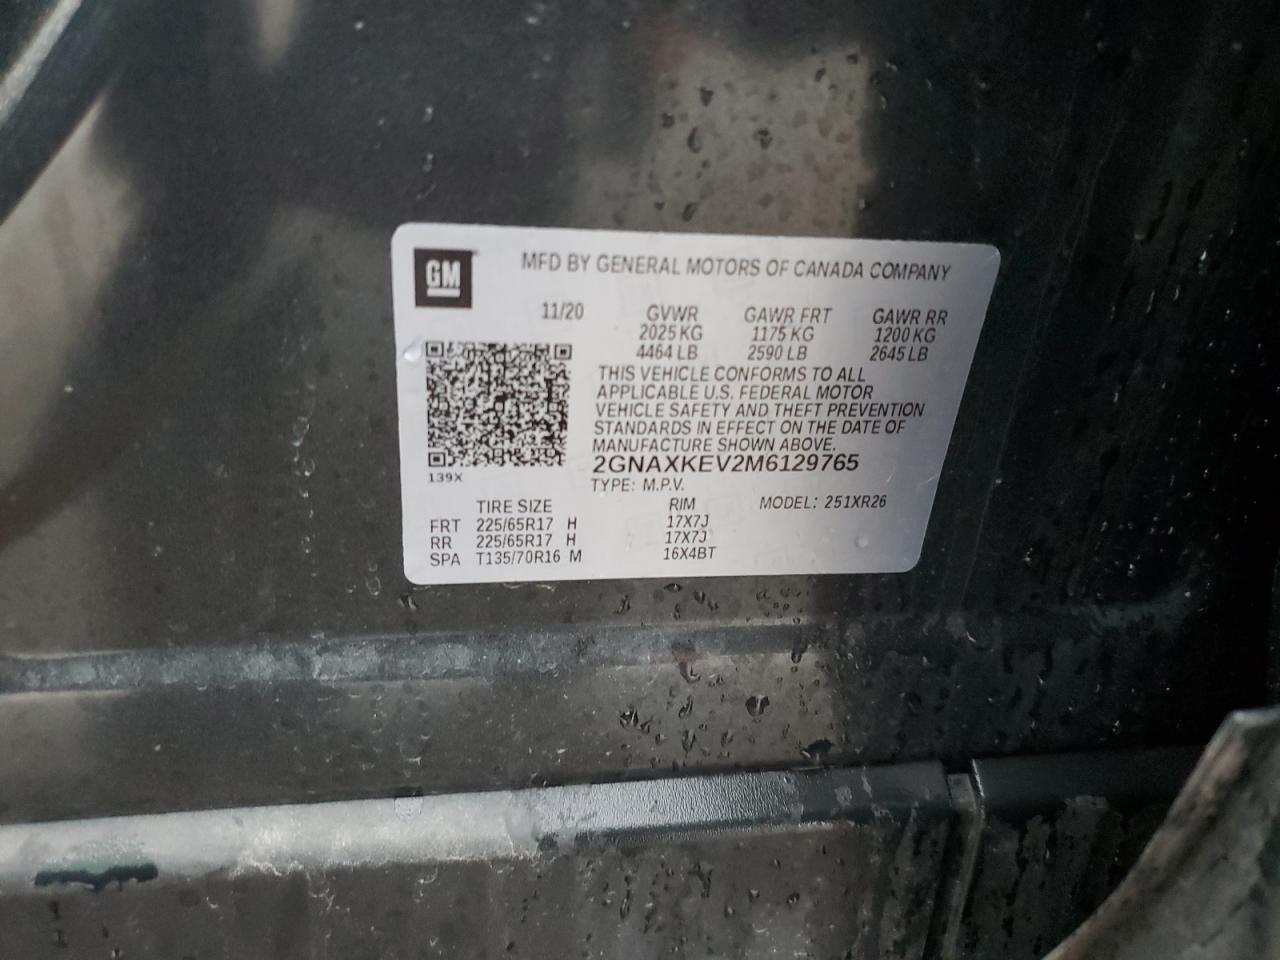 GM
MFD BY GENERAL MOTORS OF CANADA COMPANY
11/20 GVWR GAWR FRT GAWR RR
2025 KG 1175 KG 1200 KG
4464 LB 2590 LB 2645 LB
THIS VEHICLE CONFORMS TO ALL
APPLICABLE U.S. FEDERAL MOTOR
VEHICLE SAFETY AND THEFT PREVENTION
STANDARDS IN EFFECT ON THE DATE OF
MANUFACTURE SHOWN ABOVE.
2GNAXKEV2M6129765
139X
TYPE: M.P.V.
TIRE SIZE RIM MODEL: 251XR26
FRT 225/65R17 H 17X7J
RR 225/65R17 H 17X7J
SPA T135/70R16 M 16X4BT